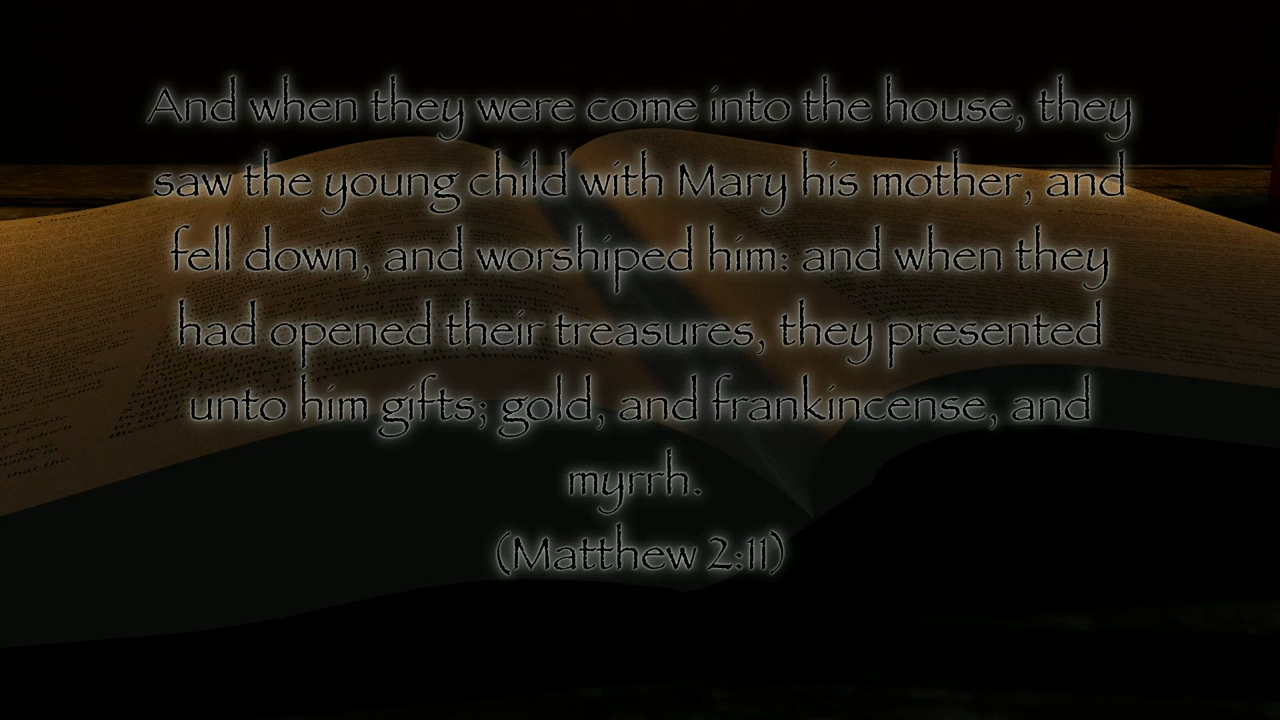 And when they were come into the house, they
saw the young child with Mary his mother, and
fell down, and worshiped him: and when they
had opened their treasures, they presented
unto him gifts; gold, and frankincense, and
myrrh.
(Matthew 2:11)